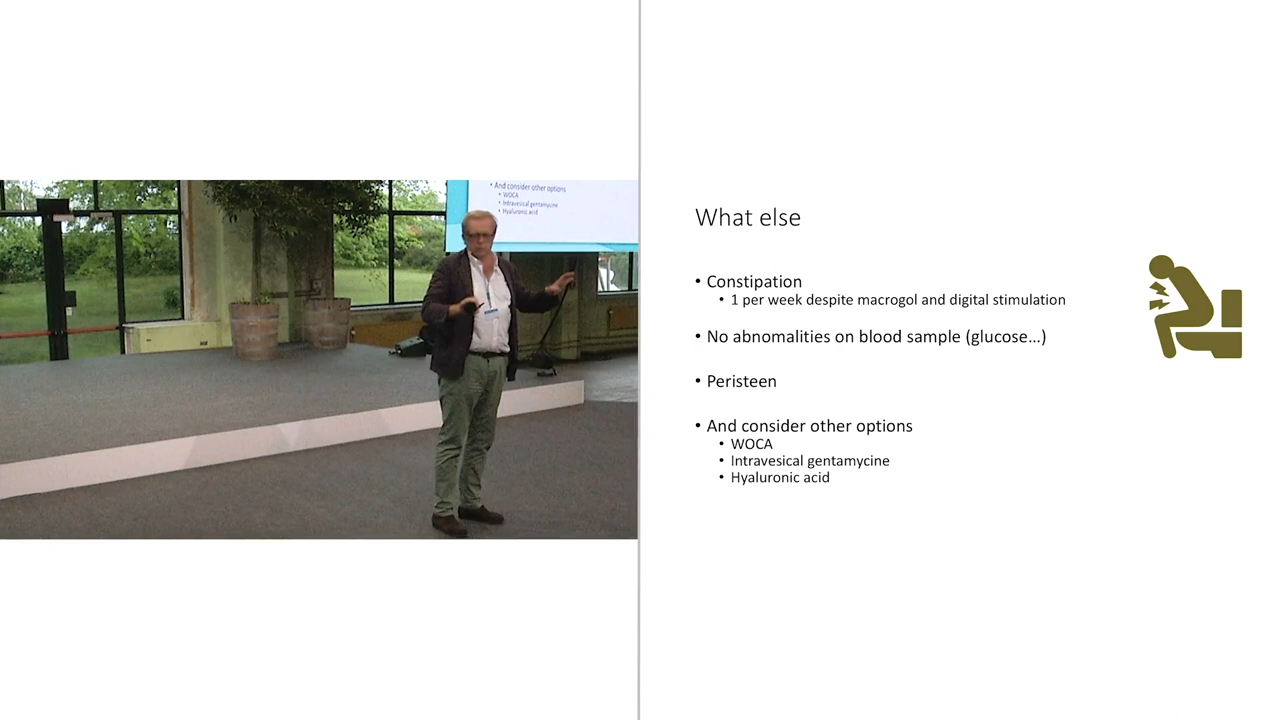 And consider other options
WOCA
Intravesical gentamycine
Hyaluronic acid
What else
• Constipation
• 1 per week despite macrogol and digital stimulation
• No abnomalities on blood sample (glucose…)
• Peristeen
• And consider other options
• WOCA
• Intravesical gentamycine
• Hyaluronic acid